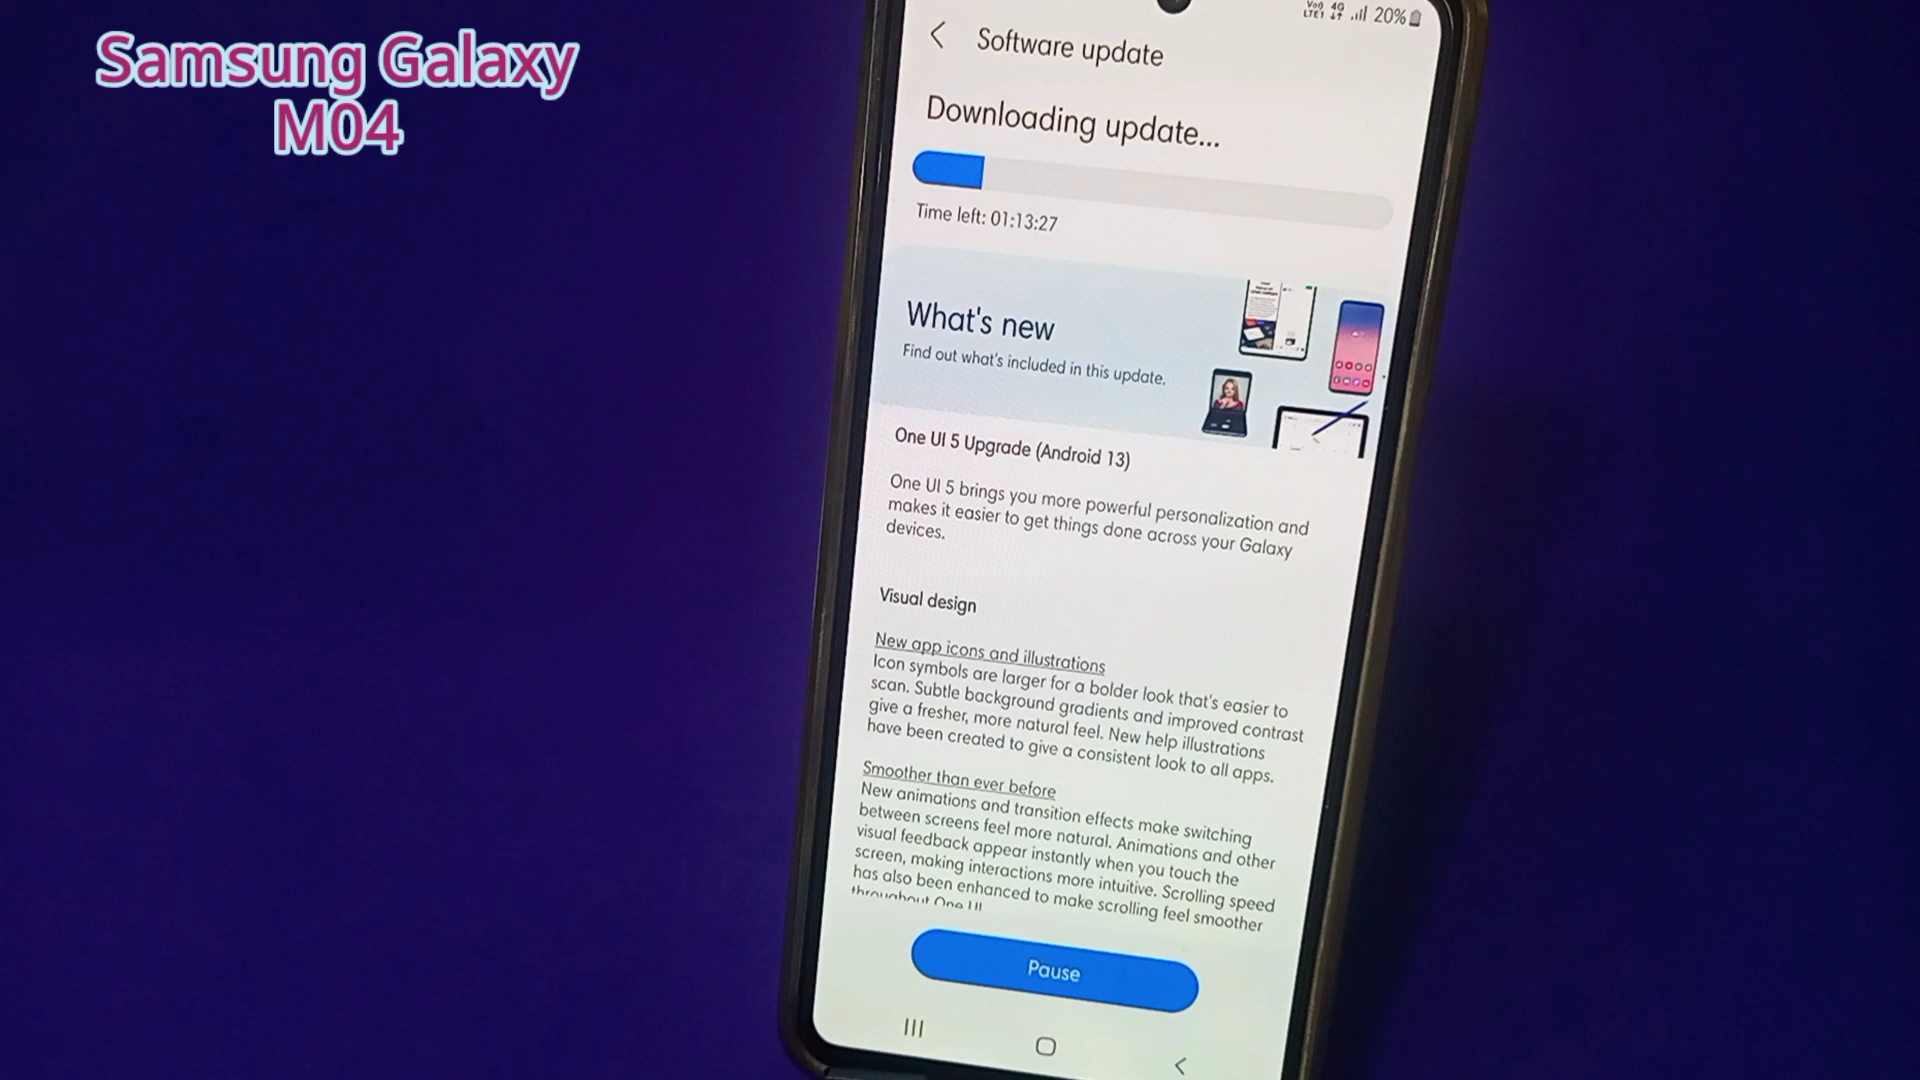 Samsung Galaxy
M04
Vo))
LTE1
4G
20%
Software update
Downloading update...
Time left: 01:13:27
What's new
Find out what's included in this update.
One UI 5 Upgrade (Android 13)
One UI 5 brings you more powerful personalization and
makes it easier to get things done across your Galaxy
devices.
Visual design
New app icons and illustrations
Icon symbols are larger for a bolder look that's easier to
scan. Subtle background gradients and improved contrast
give a fresher, more natural feel. New help illustrations
have been created to give a consistent look to all apps.
Smoother than ever before
New animations and transition effects make switching
between screens feel more natural. Animations and other
visual feedback appear instantly when you touch the
screen, making interactions more intuitive. Scrolling speed
has also been enhanced to make scrolling feel smoother
throughout One UI
Pause